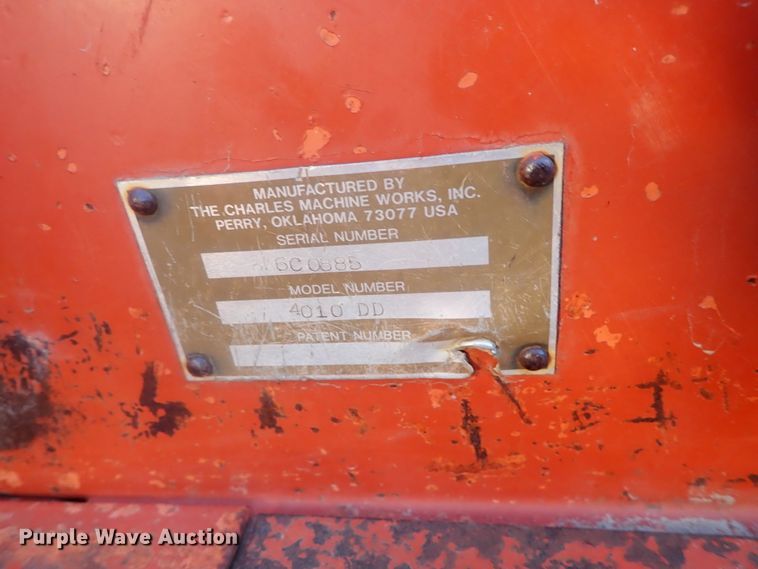 MANUFACTURED BY
THE CHARLES MACHINE WORKS, INC.
PERRY, OKLAHOMA 73077 USA
SERIAL NUMBER
MODEL NUMBER
4010 DD
PATENT NUMBER
Purple Wave Auction